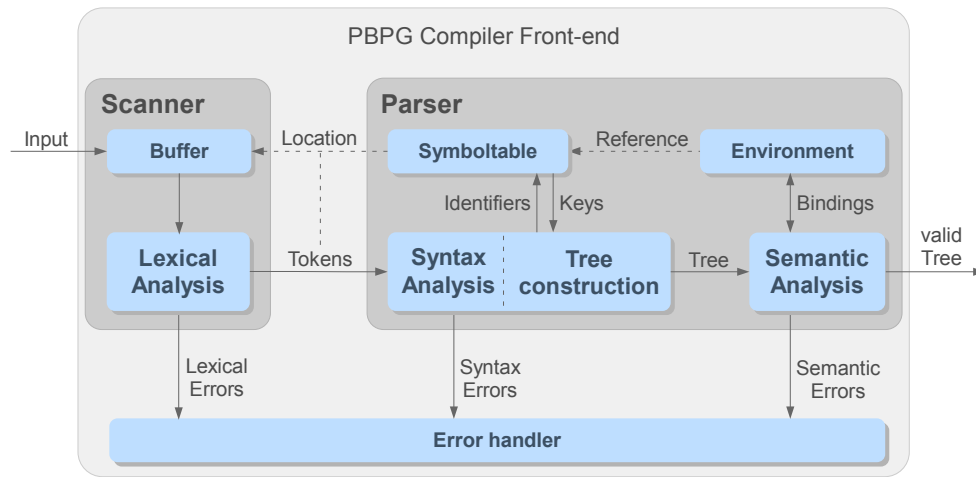 PBPG Compiler Front-end
Scanner
Parser
Input
Buffer
Location
Symboltable
Reference
Environment
Identifiers
Keys
Bindings
Lexical
Analysis
Tokens
Syntax
Analysis
Tree
construction
Tree
Semantic
Analysis
valid
Tree
Lexical
Errors
Syntax
Errors
Semantic
Errors
Error handler